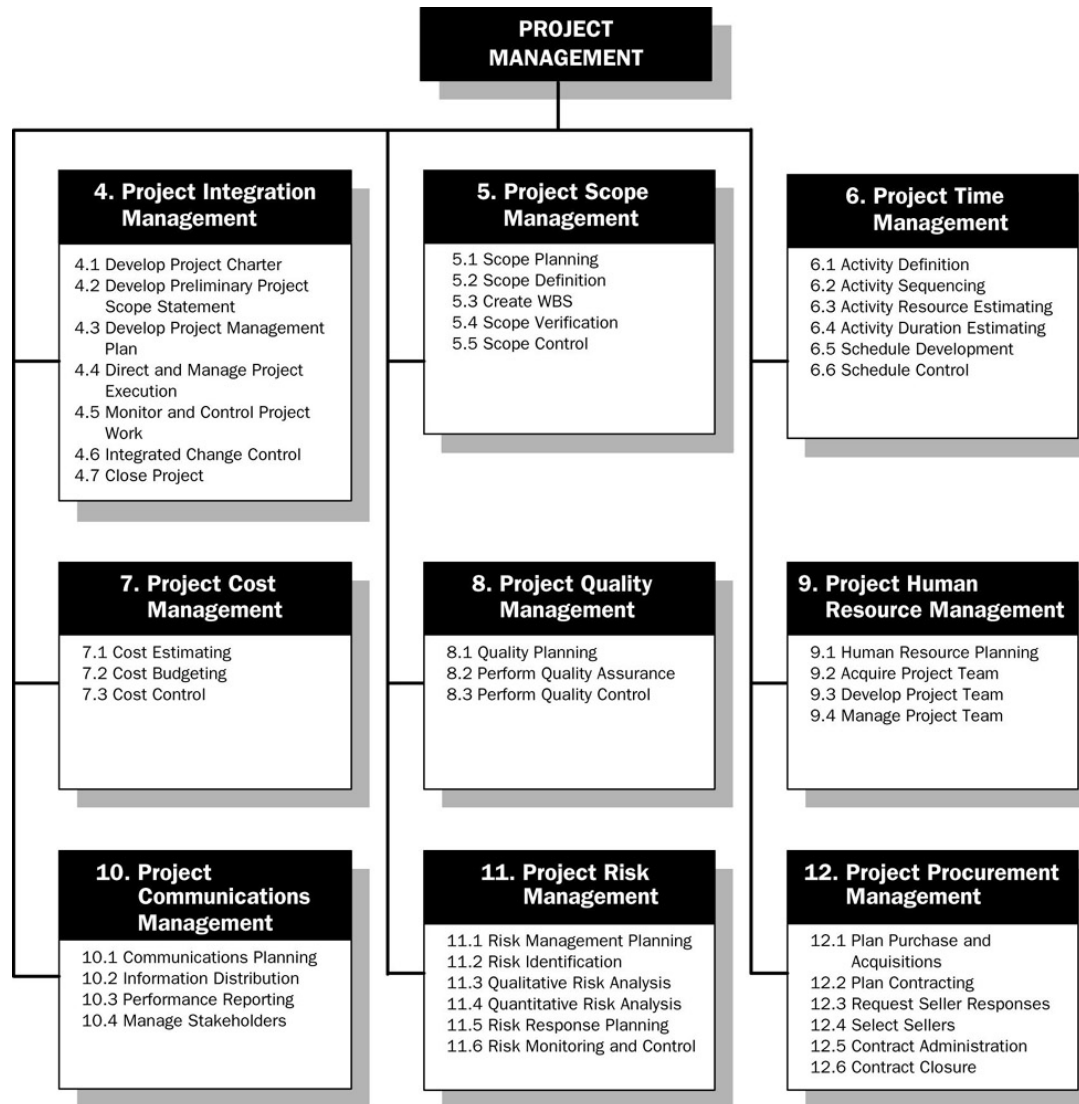 PROJECT
MANAGEMENT
4. Project Integration
Management
4.1 Develop Project Charter
4.2 Develop Preliminary Project
Scope Statement
4.3 Develop Project Management
Plan
4.4 Direct and Manage Project
Execution
4.5 Monitor and Control Project
Work
4.6 Integrated Change Control
4.7 Close Project
5. Project Scope
Management
5.1 Scope Planning
5.2 Scope Definition
5.3 Create WBS
5.4 Scope Verification
5.5 Scope Control
6. Project Time
Management
6.1 Activity Definition
6.2 Activity Sequencing
6.3 Activity Resource Estimating
6.4 Activity Duration Estimating
6.5 Schedule Development
6.6 Schedule Control
7. Project Cost
Management
7.1 Cost Estimating
7.2 Cost Budgeting
7.3 Cost Control
8. Project Quality
Management
8.1 Quality Planning
8.2 Perform Quality Assurance
8.3 Perform Quality Control
9. Project Human
Resource Management
9.1 Human Resource Planning
9.2 Acquire Project Team
9.3 Develop Project Team
9.4 Manage Project Team
10. Project
Communications
Management
10.1 Communications Planning
10.2 Information Distribution
10.3 Performance Reporting
10.4 Manage Stakeholders
11. Project Risk
Management
11.1 Risk Management Planning
11.2 Risk Identification
11.3 Qualitative Risk Analysis
11.4 Quantitative Risk Analysis
11.5 Risk Response Planning
11.6 Risk Monitoring and Control
12. Project Procurement
Management
12.1 Plan Purchase and
Acquisitions
12.2 Plan Contracting
12.3 Request Seller Responses
12.4 Select Sellers
12.5 Contract Administration
12.6 Contract Closure